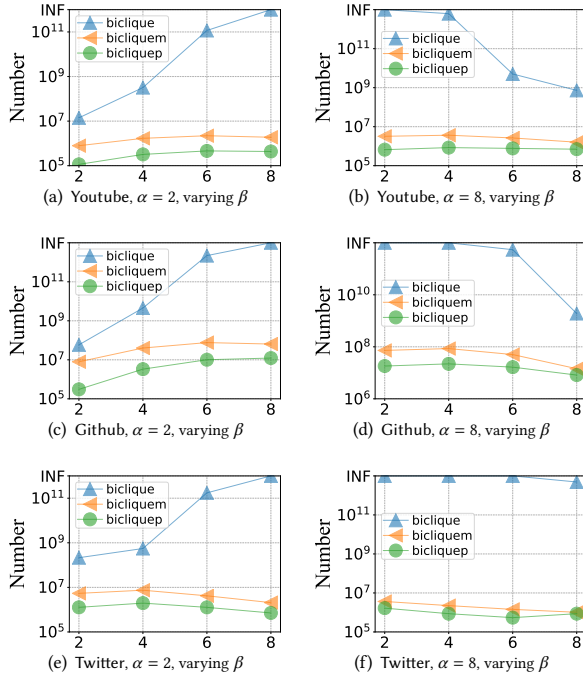 INF
10^11
10^9
10^7
10^5
Number
biclique
bicliquem
bicliquep
2 4 6 8
(a) Youtube, α = 2, varying β
INF
10^11
10^9
10^7
10^5
Number
biclique
bicliquem
bicliquep
2 4 6 8
(b) Youtube, α = 8, varying β
INF
10^11
10^9
10^7
10^5
Number
biclique
bicliquem
bicliquep
2 4 6 8
(c) Github, α = 2, varying β
INF
10^10
10^8
10^6
Number
biclique
bicliquem
bicliquep
2 4 6 8
(d) Github, α = 8, varying β
INF
10^11
10^9
10^7
10^5
Number
biclique
bicliquem
bicliquep
2 4 6 8
(e) Twitter, α = 2, varying β
INF
10^11
10^9
10^7
10^5
Number
biclique
bicliquem
bicliquep
2 4 6 8
(f) Twitter, α = 8, varying β